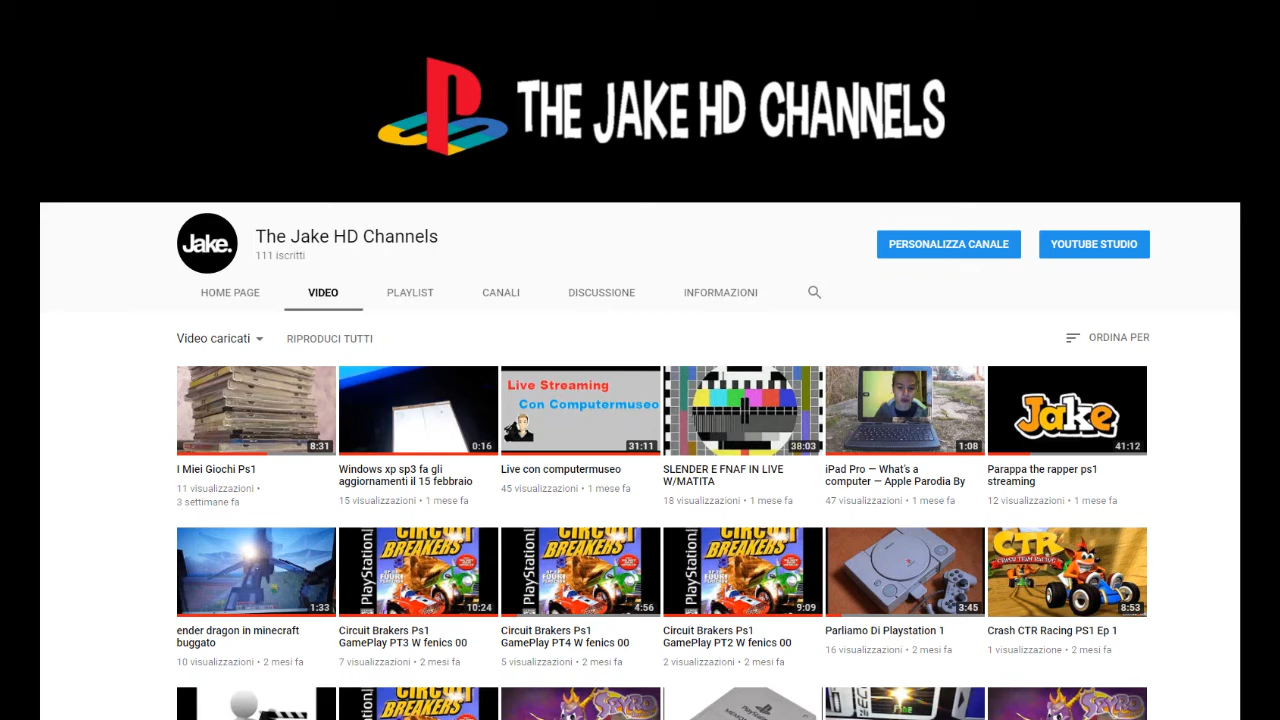 THE JAKE HD CHANNELS
Jake.
The Jake HD Channels
111 iscritti
PERSONALIZZA CANALE
YOUTUBE STUDIO
HOME PAGE
VIDEO
PLAYLIST
CANALI
DISCUSSIONE
INFORMAZIONI
Video caricati
RIPRODUCI TUTTI
ORDINA PER
8:31
0:16
Live Streaming
Con Computermuseo
31:11
38:03
1:08
Jake
41:12
I Miei Giochi Ps1
11 visualizzazioni •
3 settimane fa
Windows xp sp3 fa gli
aggiornamenti il 15 febbraio
15 visualizzazioni • 1 mese fa
Live con computermuseo
45 visualizzazioni • 1 mese fa
SLENDER E FNAF IN LIVE
W/MATITA
18 visualizzazioni • 1 mese fa
iPad Pro — What's a
computer — Apple Parodia By
47 visualizzazioni • 1 mese fa
Parappa the rapper ps1
streaming
12 visualizzazioni • 1 mese fa
1:33
PlayStation
CIRCUIT
BREAKERS
10:24
PlayStation
CIRCUIT
BREAKERS
4:56
PlayStation
CIRCUIT
BREAKERS
9:09
3:45
CTR
CRASH TEAM RACING
8:53
ender dragon in minecraft
buggato
10 visualizzazioni • 2 mesi fa
Circuit Brakers Ps1
GamePlay PT3 W fenics 00
7 visualizzazioni • 2 mesi fa
Circuit Brakers Ps1
GamePlay PT4 W fenics 00
5 visualizzazioni • 2 mesi fa
Circuit Brakers Ps1
GamePlay PT2 W fenics 00
2 visualizzazioni • 2 mesi fa
Parliamo Di Playstation 1
16 visualizzazioni • 2 mesi fa
Crash CTR Racing PS1 Ep 1
1 visualizzazione • 2 mesi fa
CIRCUIT
BREAKERS
Spyro
Spyro